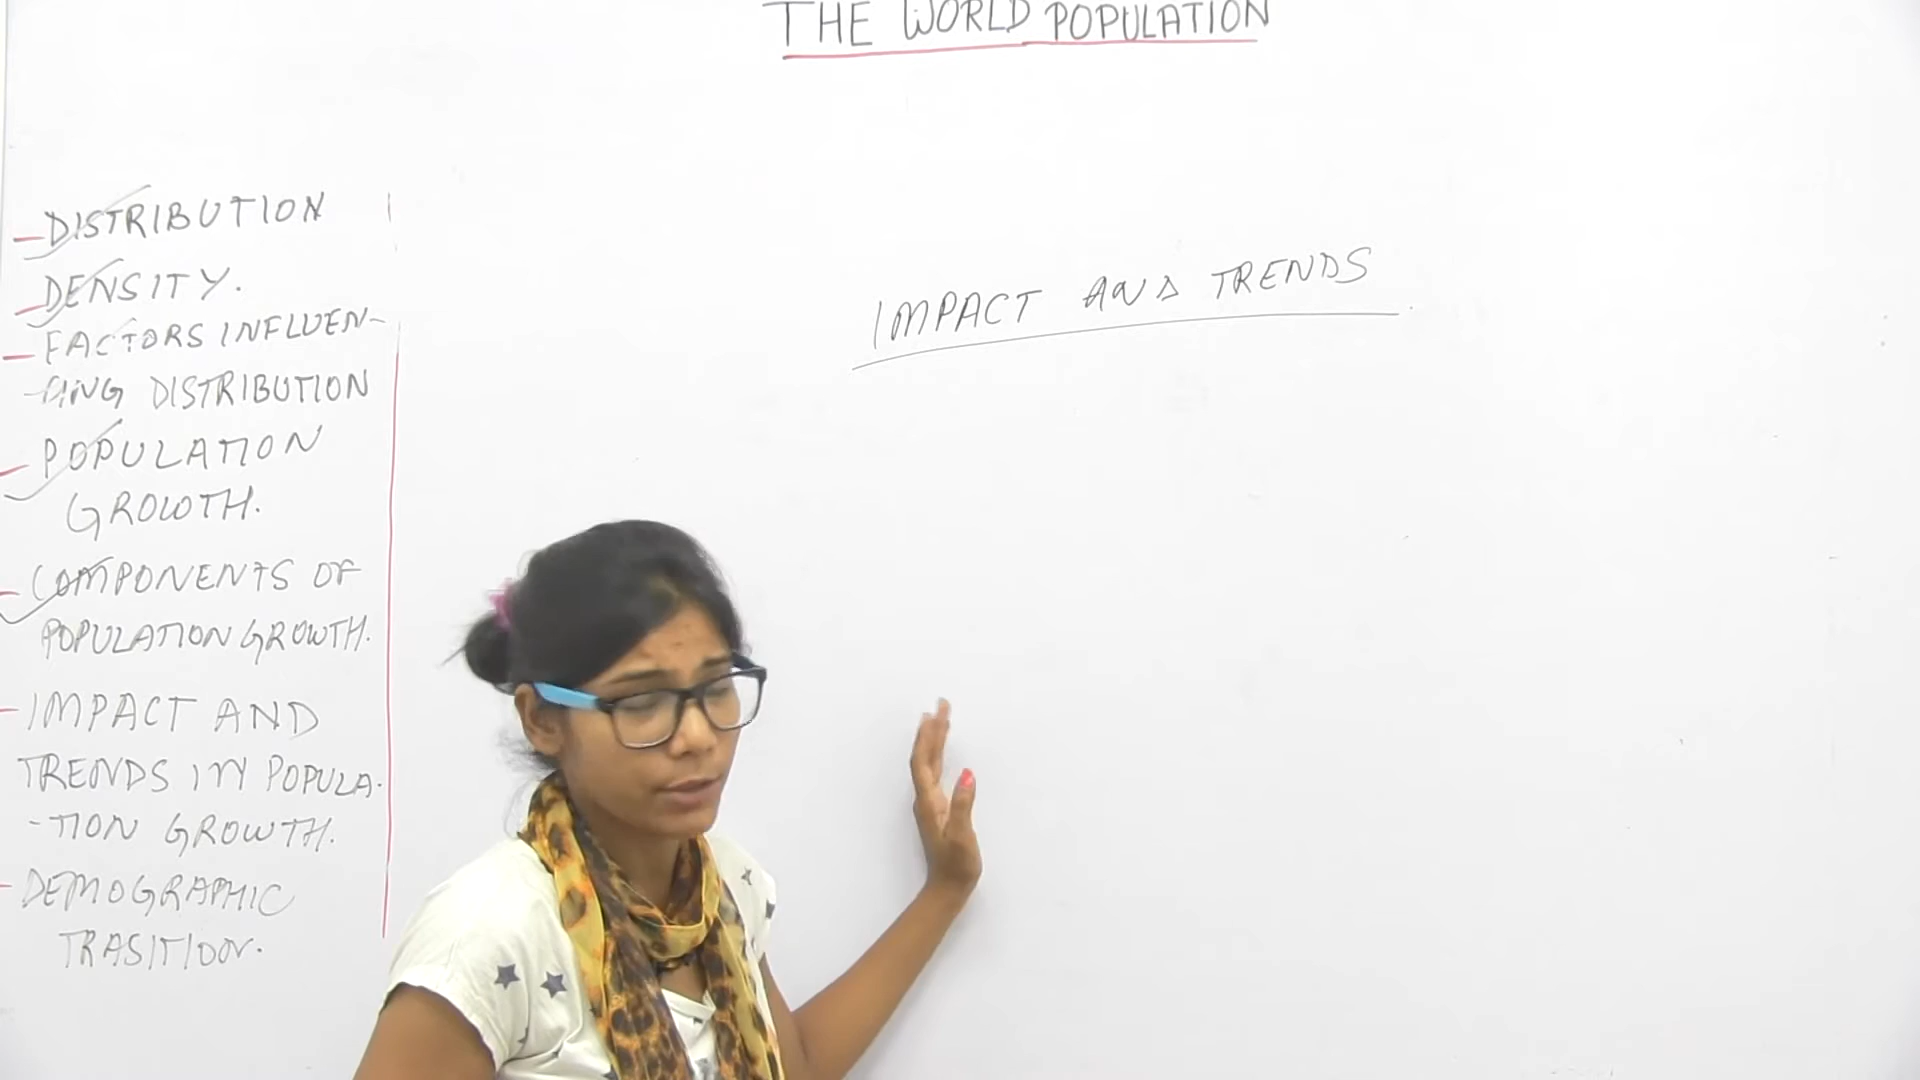 THE WORLD POPULATION
DISTRIBUTION
DENSITY.
FACTORS INFLUEN-
-CING DISTRIBUTION
POPULATION
GROWTH.
COMPONENTS OF
POPULATION GROWTH.
IMPACT AND
TRENDS IN POPULA-
-TION GROWTH.
DEMOGRAPHIC
TRASITION.
IMPACT AND TRENDS